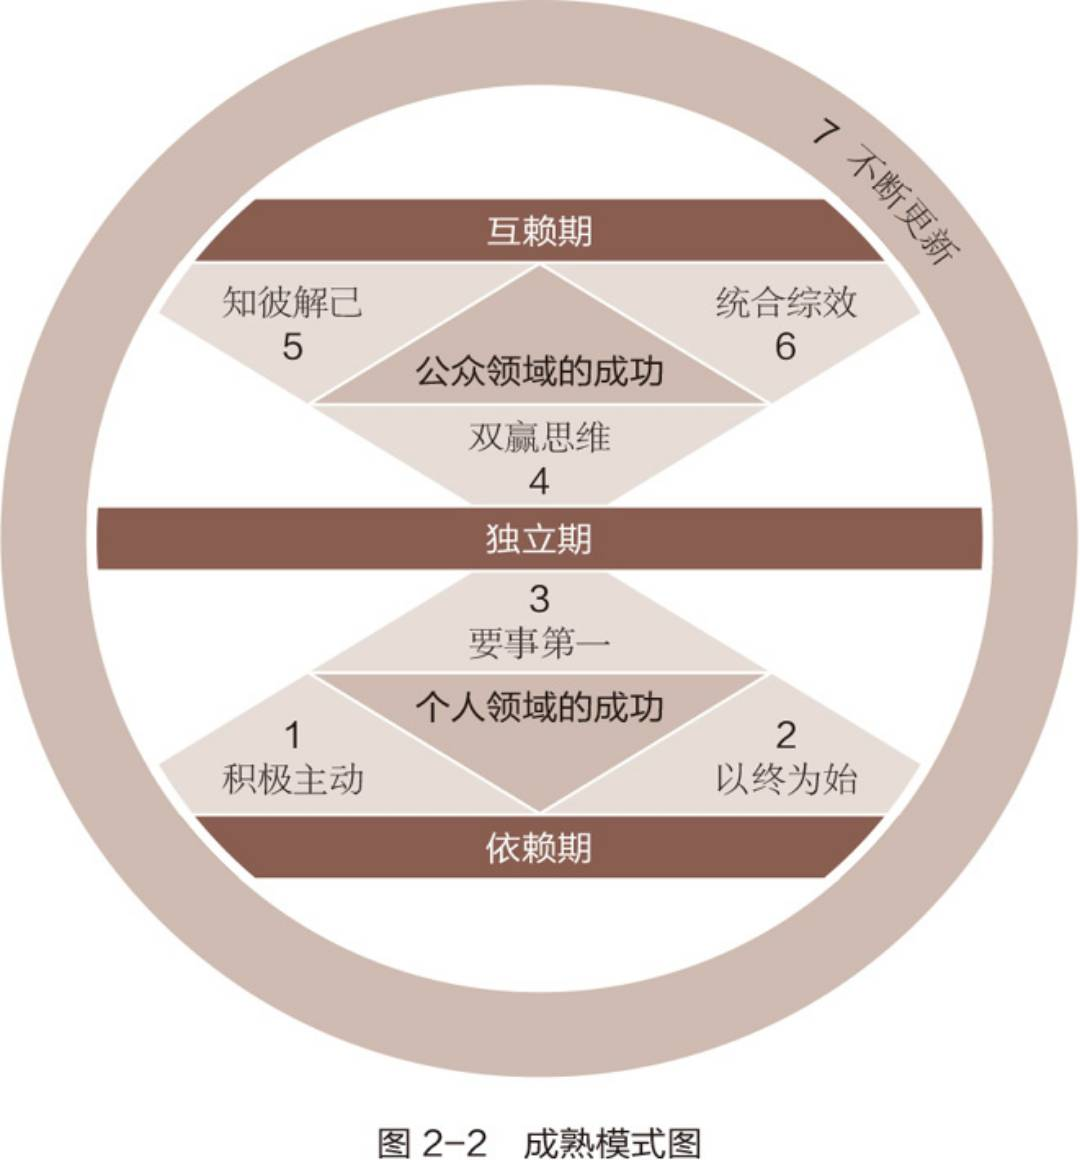 7 不断更新
互赖期
知彼解己
5
统合综效
6
公众领域的成功
双赢思维
4
独立期
3
要事第一
个人领域的成功
1
积极主动
2
以终为始
依赖期
图 2-2 成熟模式图